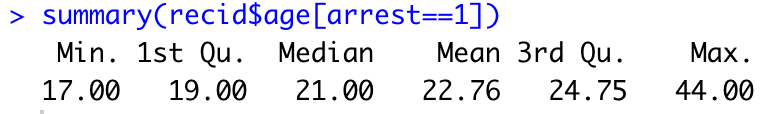 > summary(recid$age[arrest==1])
Min. 1st Qu. Median Mean 3rd Qu. Max.
17.00 19.00 21.00 22.76 24.75 44.00